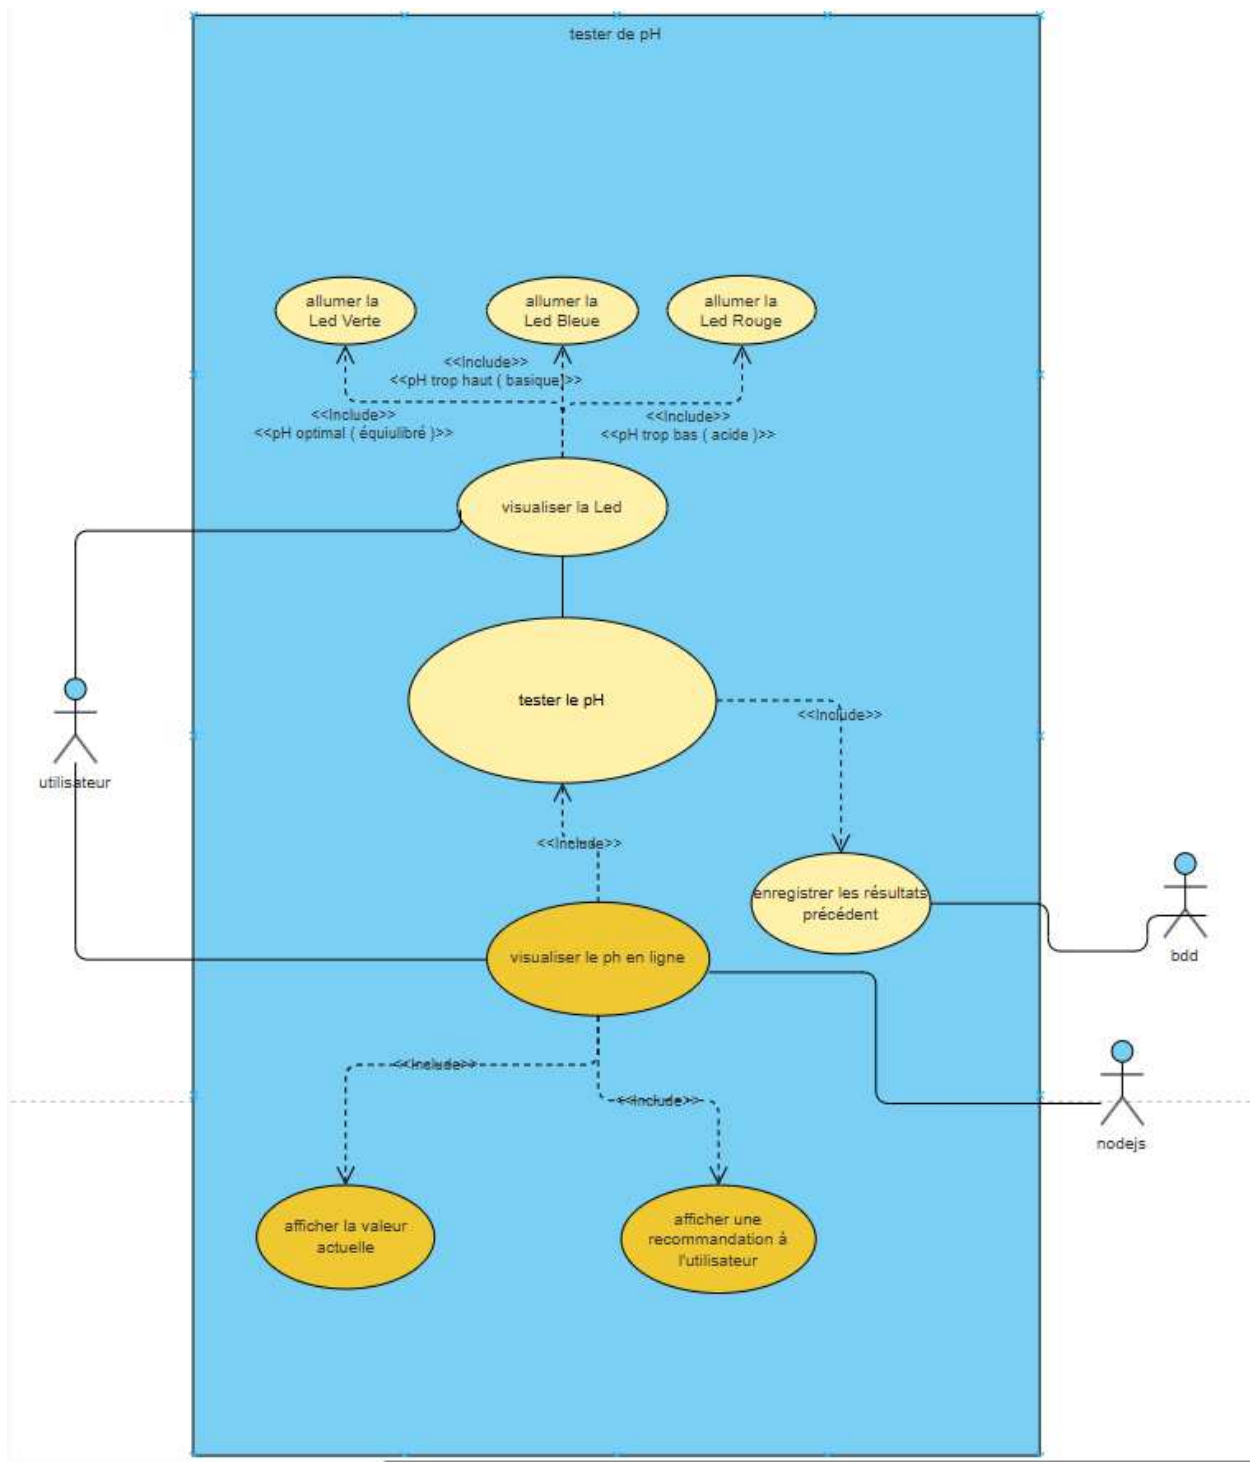 tester de pH
allumer la
Led Verte
allumer la
Led Bleue
allumer la
Led Rouge
<<Include>>
<<pH trop haut ( basique)>>
<<Include>>
<<pH optimal ( équiulibré )>>
<<Include>>
<<pH trop bas ( acide )>>
visualiser la Led
tester le pH
<<Include>>
utilisateur
<<Include>>
enregistrer les résultats
précédent
bdd
visualiser le ph en ligne
nodejs
<<Include>>
<<Include>>
afficher la valeur
actuelle
afficher une
recommandation à
l'utilisateur